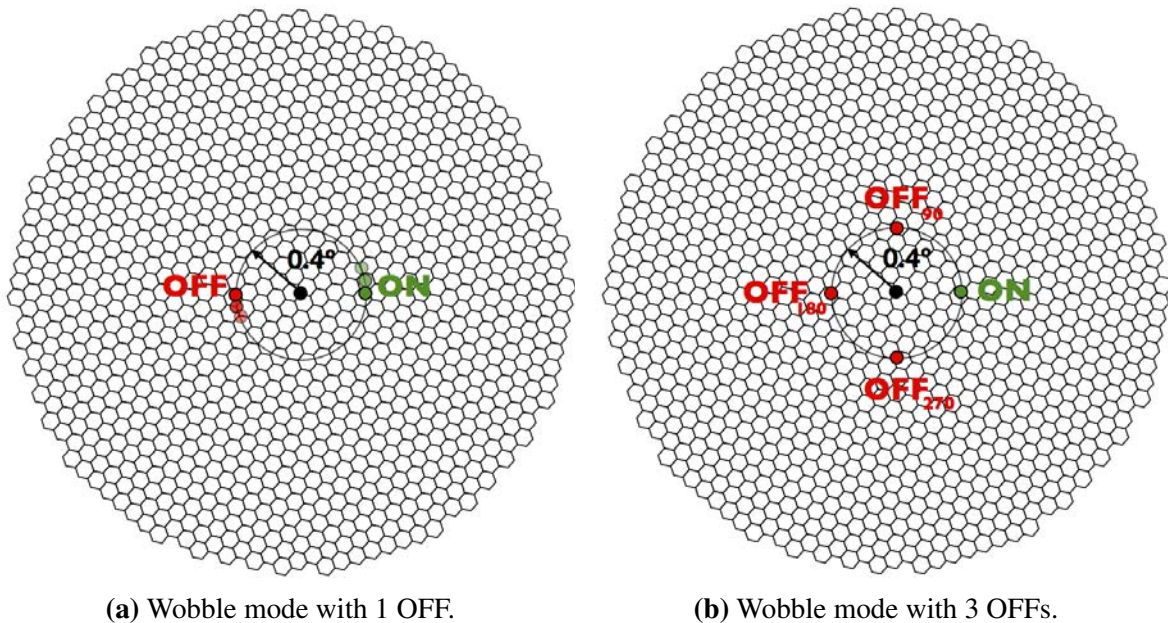 0.4°
OFF
ON
OFF90
0.4°
OFF180
ON
OFF270
(a) Wobble mode with 1 OFF.
(b) Wobble mode with 3 OFFs.